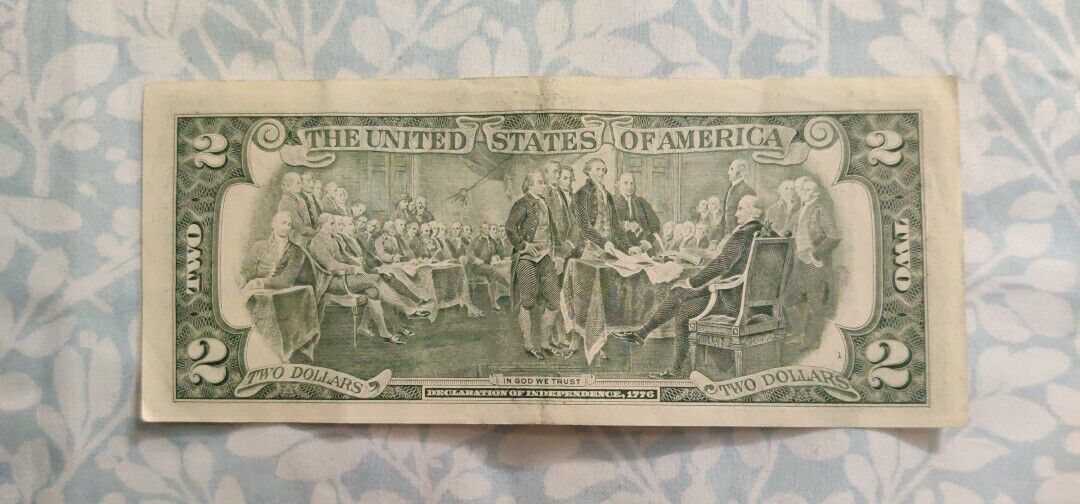 2 THE UNITED STATES OF AMERICA 2
TWO
TWO
2 2
TWO DOLLARS
IN GOD WE TRUST
TWO DOLLARS
DECLARATION OF INDEPENDENCE, 1776
1